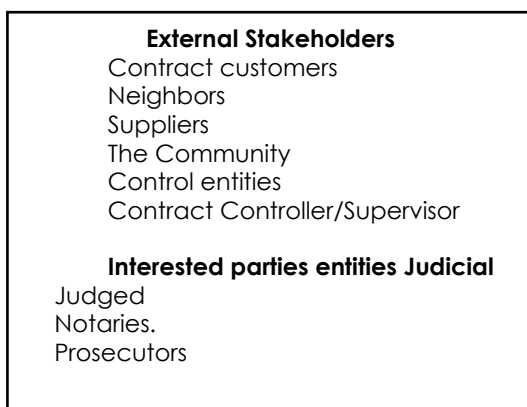 External Stakeholders
Contract customers
Neighbors
Suppliers
The Community
Control entities
Contract Controller/Supervisor
Interested parties entities Judicial
Judged
Notaries.
Prosecutors